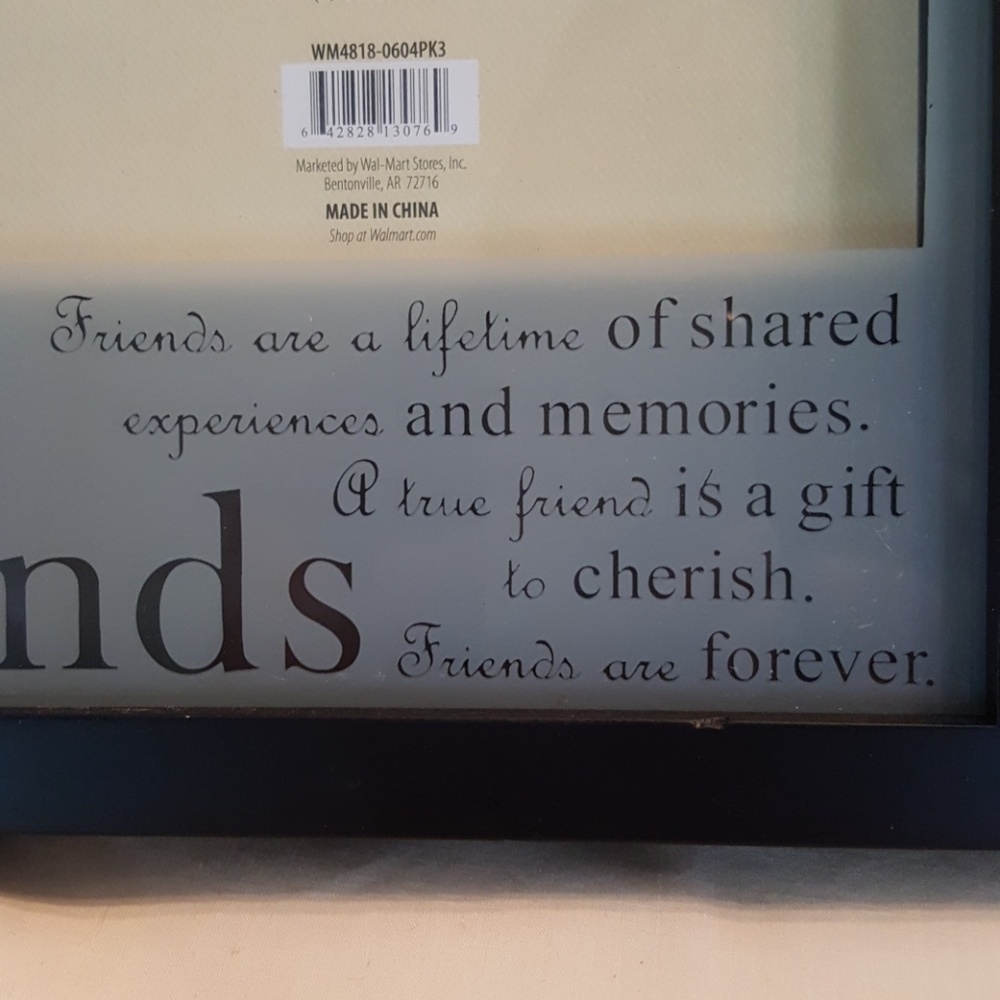 WM4818-0604PK3
6 42828 13076 9
Marketed by Wal-Mart Stores, Inc.
Bentonville, AR 72716
MADE IN CHINA
Shop at Walmart.com
Friends are a lifetime of shared
experiences and memories.
A true friend is a gift
to cherish.
nds
Friends are forever.